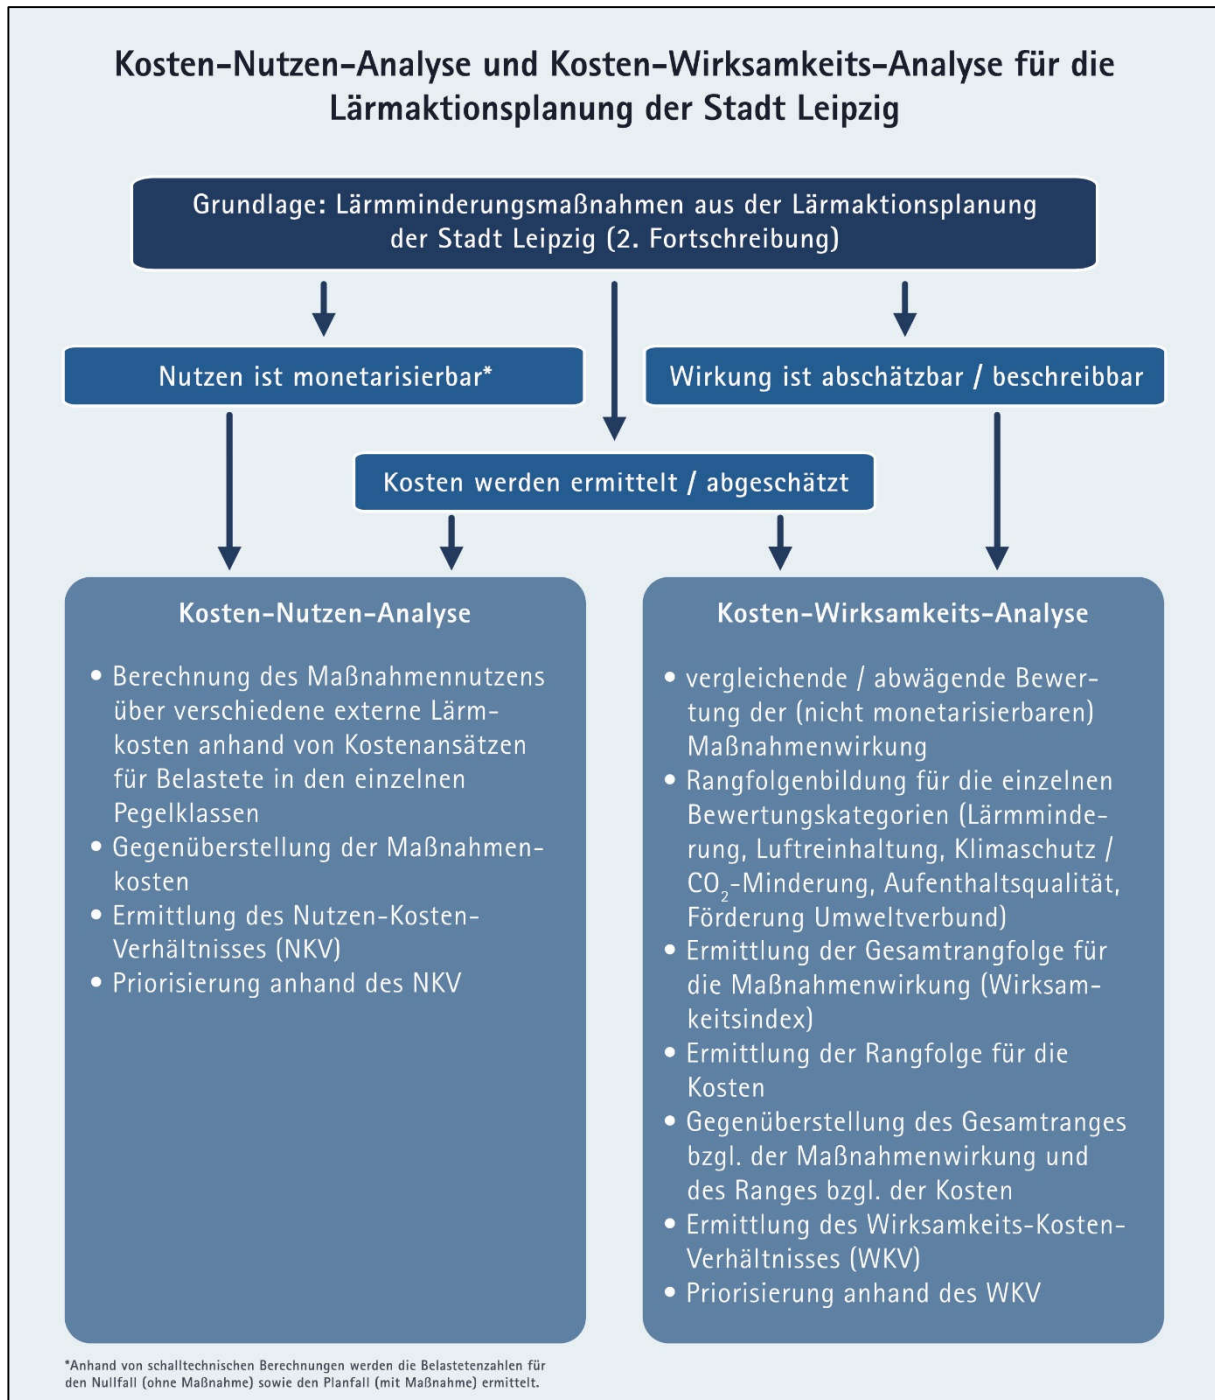 Kosten-Nutzen-Analyse und Kosten-Wirksamkeits-Analyse für die
Lärmaktionsplanung der Stadt Leipzig
Grundlage: Lärmminderungsmaßnahmen aus der Lärmaktionsplanung
der Stadt Leipzig (2. Fortschreibung)
Nutzen ist monetarisierbar*
Wirkung ist abschätzbar / beschreibbar
Kosten werden ermittelt / abgeschätzt
Kosten-Nutzen-Analyse
• Berechnung des Maßnahmennutzens
über verschiedene externe Lärm-
kosten anhand von Kostenansätzen
für Belastete in den einzelnen
Pegelklassen
• Gegenüberstellung der Maßnahmen-
kosten
• Ermittlung des Nutzen-Kosten-
Verhältnisses (NKV)
• Priorisierung anhand des NKV
Kosten-Wirksamkeits-Analyse
• vergleichende / abwägende Bewer-
tung der (nicht monetarisierbaren)
Maßnahmenwirkung
• Rangfolgenbildung für die einzelnen
Bewertungskategorien (Lärmminde-
rung, Luftreinhaltung, Klimaschutz /
CO₂-Minderung, Aufenthaltsqualität,
Förderung Umweltverbund)
• Ermittlung der Gesamtrangfolge für
die Maßnahmenwirkung (Wirksam-
keitsindex)
• Ermittlung der Rangfolge für die
Kosten
• Gegenüberstellung des Gesamtranges
bzgl. der Maßnahmenwirkung und
des Ranges bzgl. der Kosten
• Ermittlung des Wirksamkeits-Kosten-
Verhältnisses (WKV)
• Priorisierung anhand des WKV
*Anhand von schalltechnischen Berechnungen werden die Belastetenzahlen für
den Nullfall (ohne Maßnahme) sowie den Planfall (mit Maßnahme) ermittelt.